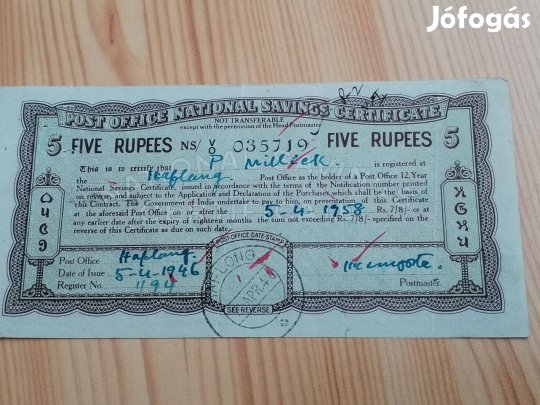 Jófogás
POST OFFICE NATIONAL SAVINGS CERTIFICATE
NOT TRANSFERABLE
except with the permission of the Head Postmaster
5 FIVE RUPEES NS/ 035719 FIVE RUPEES 5
This is to certify that P Millick. is registered at
Haflang Post Office as the holder of a Post Office 12, Year
National Savings Certificate, issued in accordance with the terms of the Notification number printed
on reverse, and subject to the Application and Declaration of the Purchaser, which shall be the basis of
this Contract. The Government of India undertake to pay to him, on presentation of this Certificate
at the aforesaid Post Office on or after the 5-4-1958 Rs. 7/8/- or at
any earlier date after the expiry of eighteen months the sum not exceeding Rs. 7/8/- specified on the
reverse of this Certificate as due on such date.
Post Office Haflang.
Date of Issue 5-4-1946
Register No. 494
POST OFFICE DATE-STAMP
FLONG
APR.4
SEE REVERSE
Postmaster.